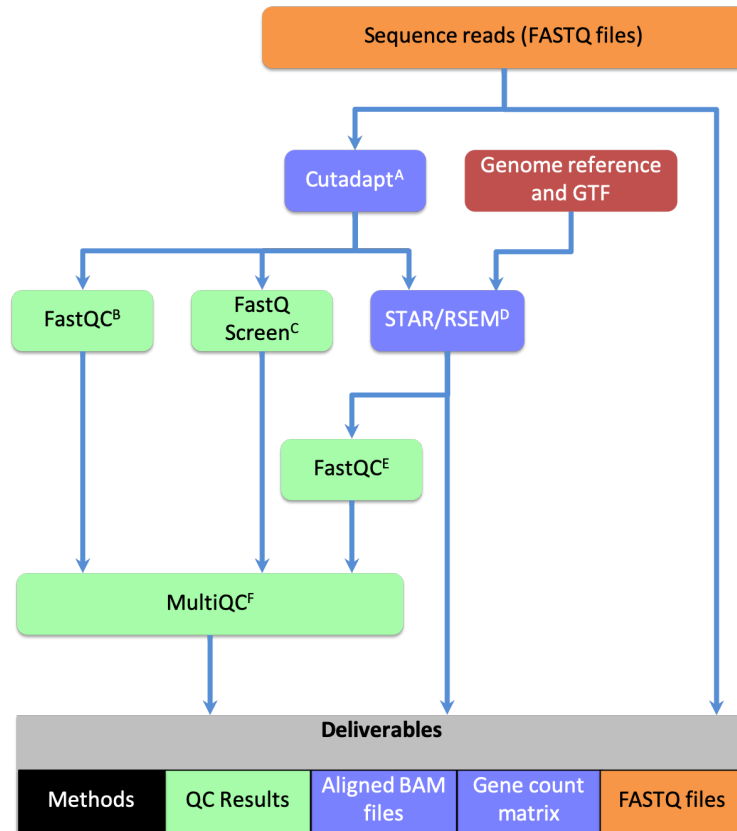 Sequence reads (FASTQ files)
Cutadaptᴬ
Genome reference
and GTF
FastQCᴮ
FastQ
Screenᶜ
STAR/RSEMᴰ
FastQCᴱ
MultiQCᶠ
Deliverables
Methods
QC Results
Aligned BAM
files
Gene count
matrix
FASTQ files